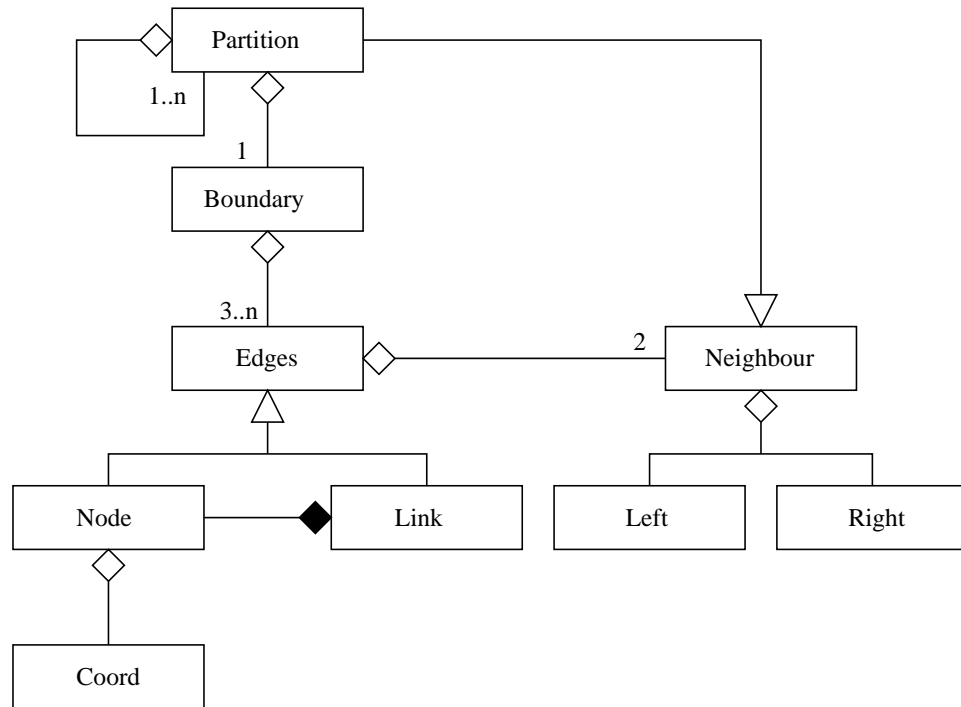 Partition
1..n
1
Boundary
3..n
Edges
2
Neighbour
Node
Link
Left
Right
Coord